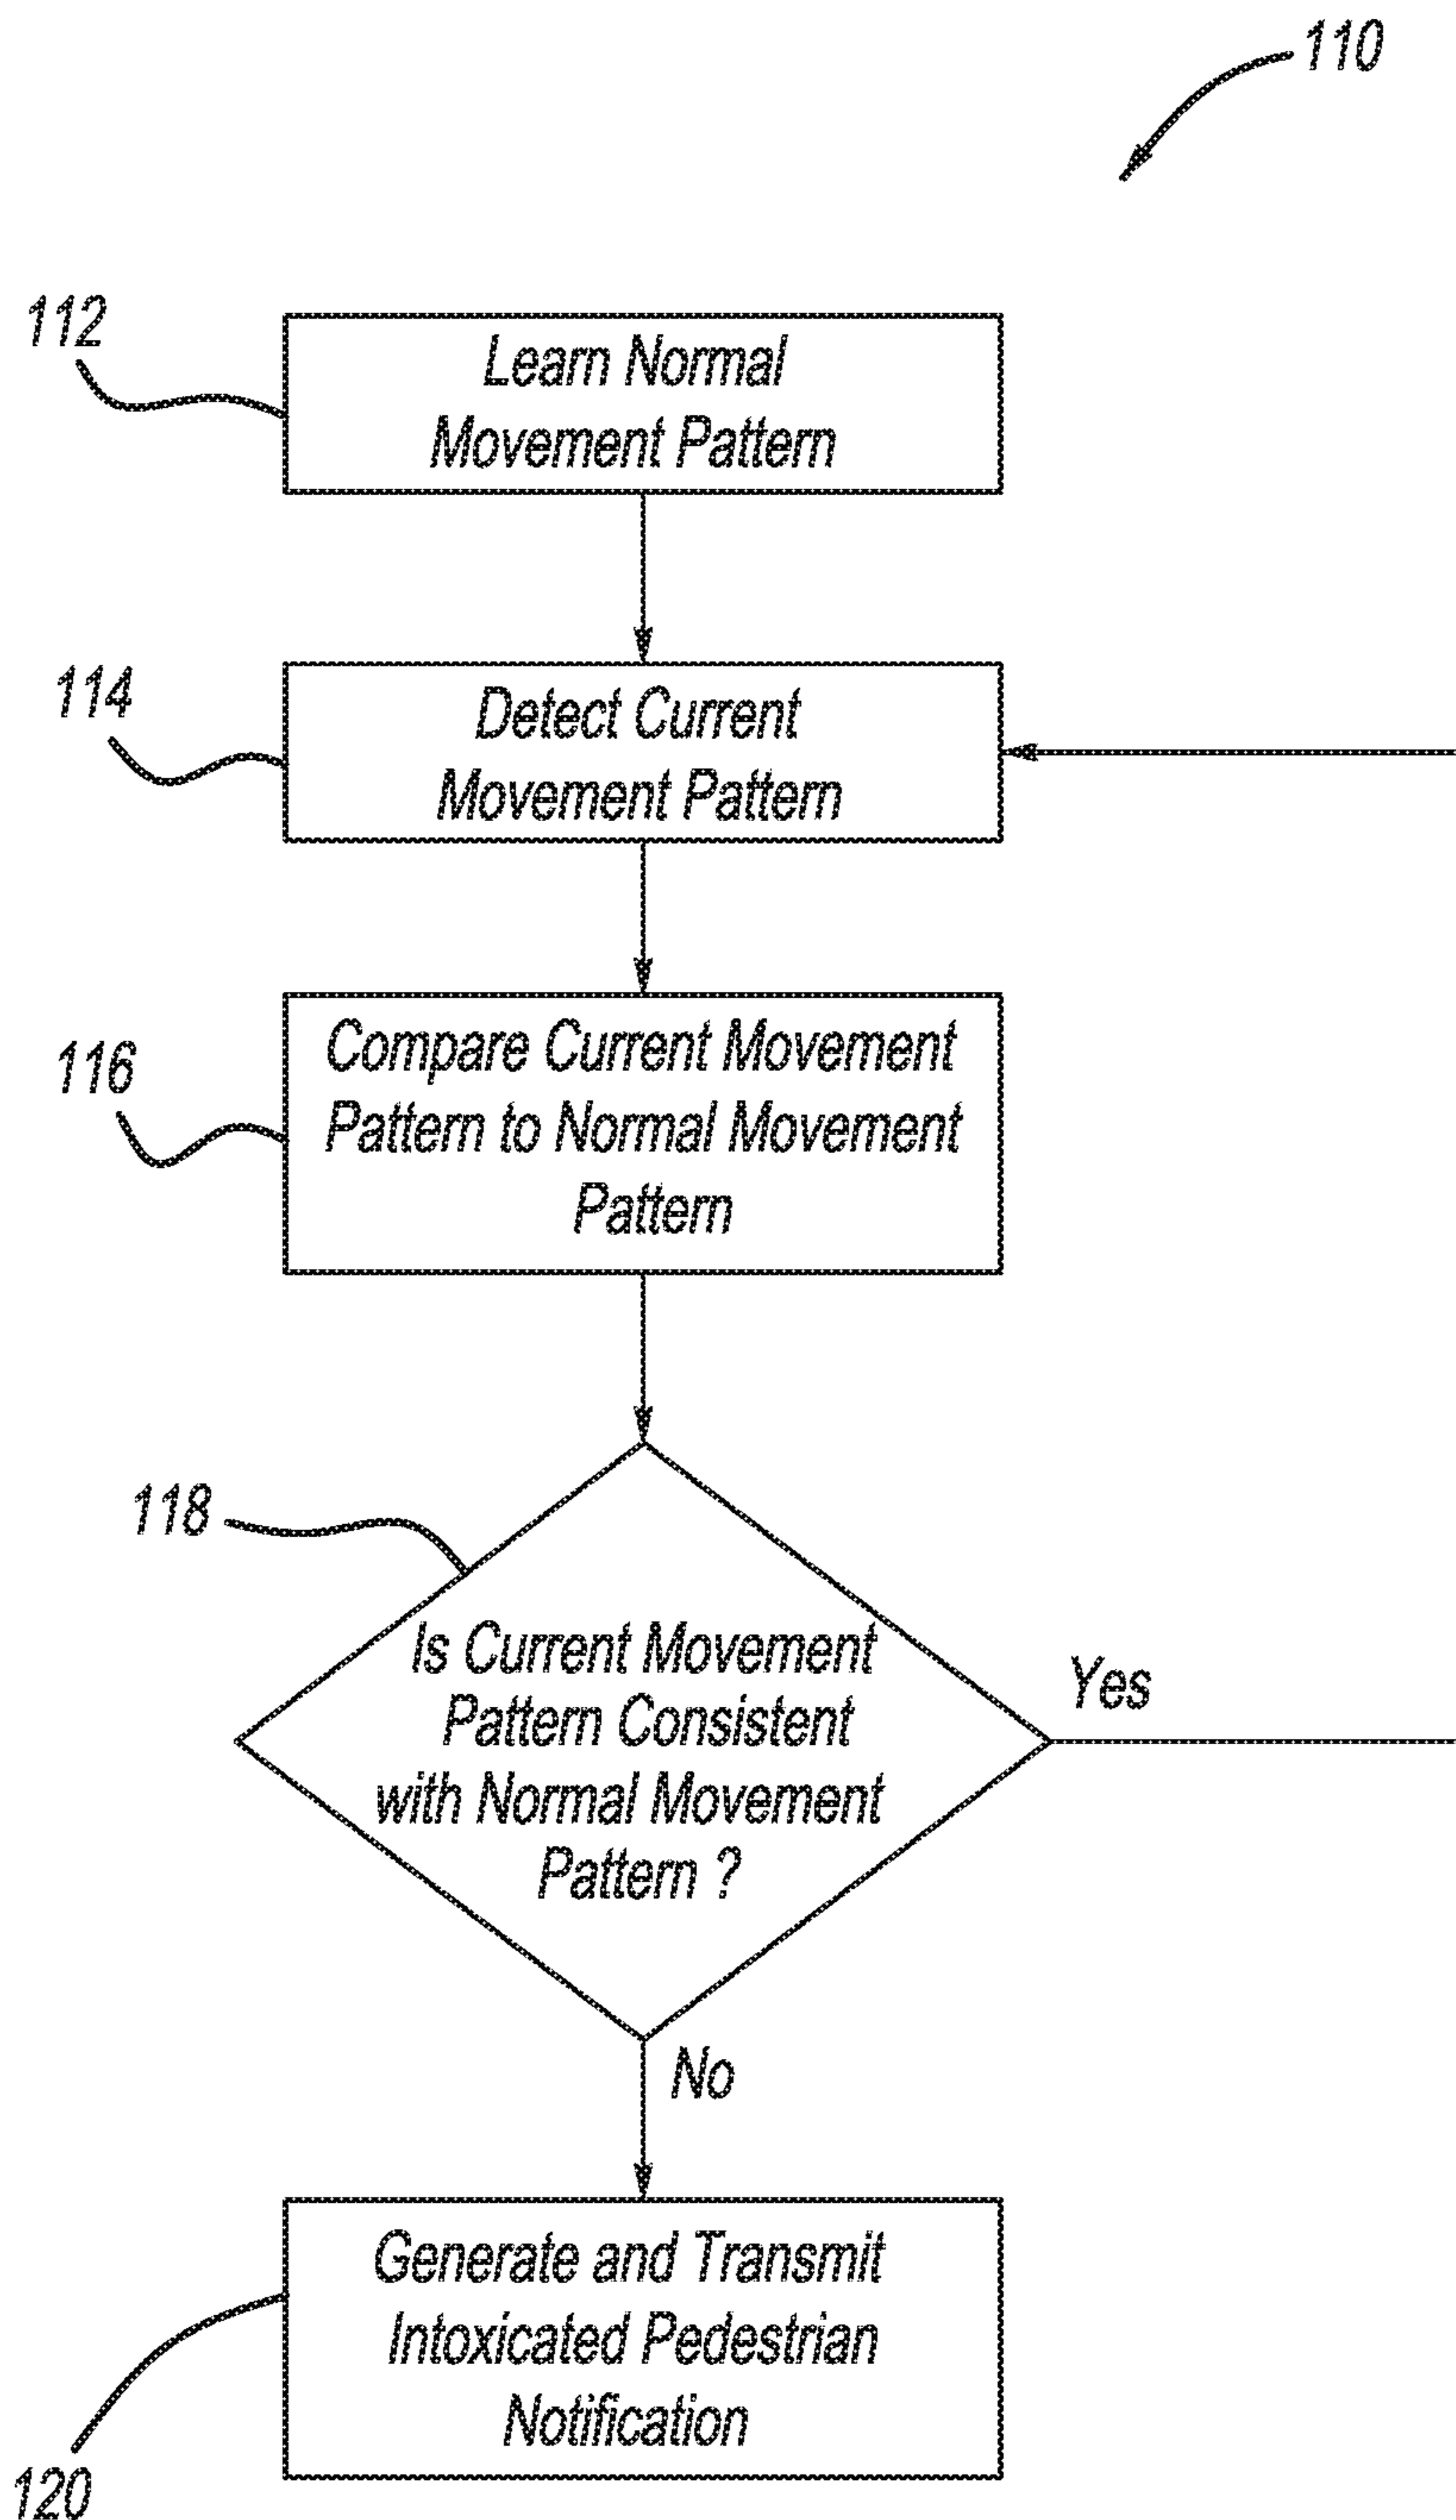 110
112
Learn Normal
Movement Pattern
114
Detect Current
Movement Pattern
116
Compare Current Movement
Pattern to Normal Movement
Pattern
118
Is Current Movement
Pattern Consistent
with Normal Movement
Pattern ?
Yes
No
Generate and Transmit
Intoxicated Pedestrian
Notification
120